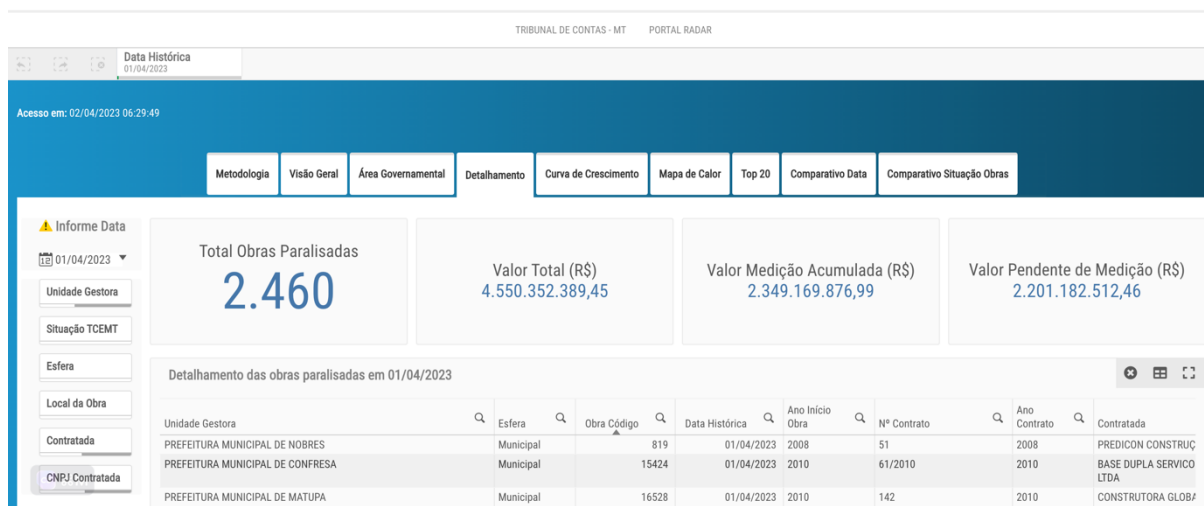 TRIBUNAL DE CONTAS - MT PORTAL RADAR
Data Histórica
01/04/2023
Acesso em: 02/04/2023 06:29:49
Metodologia Visão Geral Área Governamental Detalhamento Curva de Crescimento Mapa de Calor Top 20 Comparativo Data Comparativo Situação Obras
Informe Data
12 01/04/2023
Unidade Gestora
Situação TCEMT
Esfera
Local da Obra
Contratada
CNPJ Contratada
Total Obras Paralisadas
2.460
Valor Total (R$)
4.550.352.389,45
Valor Medição Acumulada (R$)
2.349.169.876,99
Valor Pendente de Medição (R$)
2.201.182.512,46
Detalhamento das obras paralisadas em 01/04/2023
Unidade Gestora Esfera Obra Código Data Histórica Ano Início Obra Nº Contrato Ano Contrato Contratada
PREFEITURA MUNICIPAL DE NOBRES Municipal 819 01/04/2023 2008 51 2008 PREDICON CONSTRUÇ
PREFEITURA MUNICIPAL DE CONFRESA Municipal 15424 01/04/2023 2010 61/2010 2010 BASE DUPLA SERVICO
LTDA
PREFEITURA MUNICIPAL DE MATUPA Municipal 16528 01/04/2023 2010 142 2010 CONSTRUTORA GLOBA